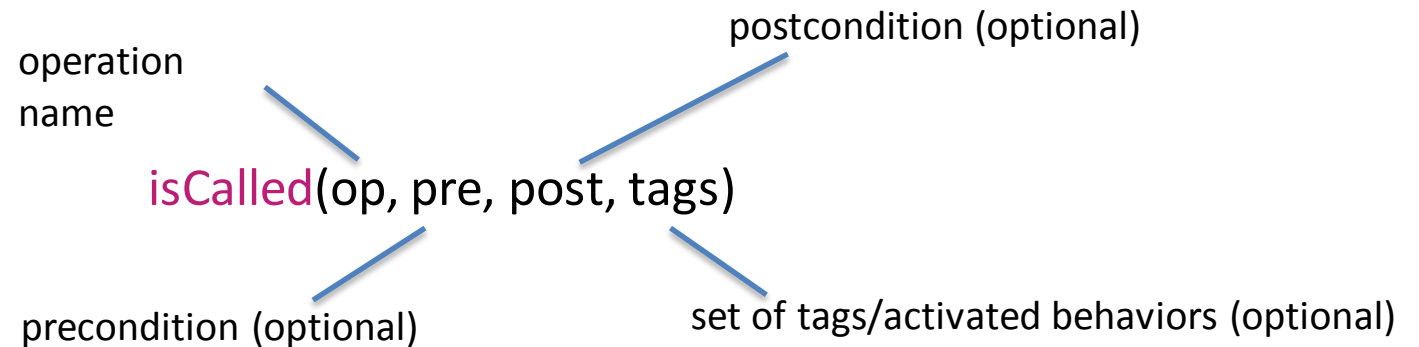 postcondition (optional)
operation
name
isCalled(op, pre, post, tags)
precondition (optional)
set of tags/activated behaviors (optional)